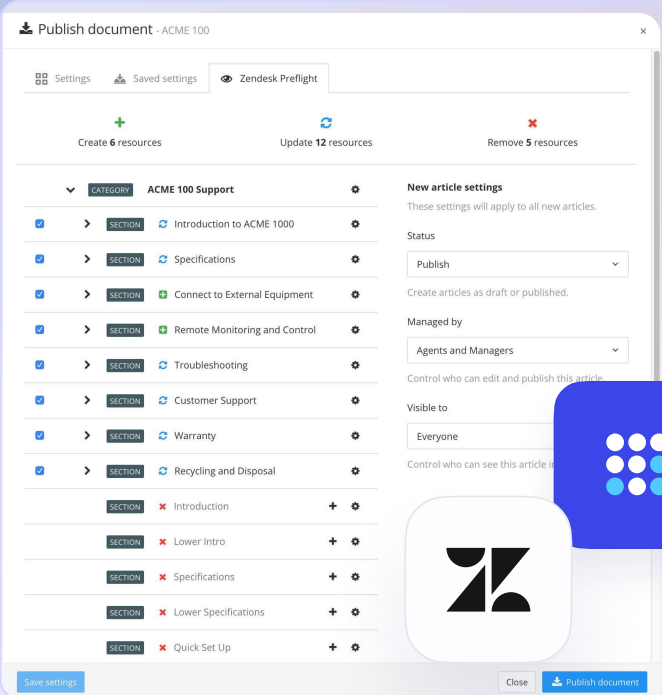 Publish document - ACME 100
×
Settings
Saved settings
Zendesk Preflight
Create 6 resources
Update 12 resources
Remove 5 resources
CATEGORY ACME 100 Support
SECTION Introduction to ACME 1000
SECTION Specifications
SECTION Connect to External Equipment
SECTION Remote Monitoring and Control
SECTION Troubleshooting
SECTION Customer Support
SECTION Warranty
SECTION Recycling and Disposal
SECTION Introduction
SECTION Lower Intro
SECTION Specifications
SECTION Lower Specifications
SECTION Quick Set Up
New article settings
These settings will apply to all new articles.
Status
Publish
Create articles as draft or published.
Managed by
Agents and Managers
Control who can edit and publish this article.
Visible to
Everyone
Control who can see this article
Save settings
Close
Publish document